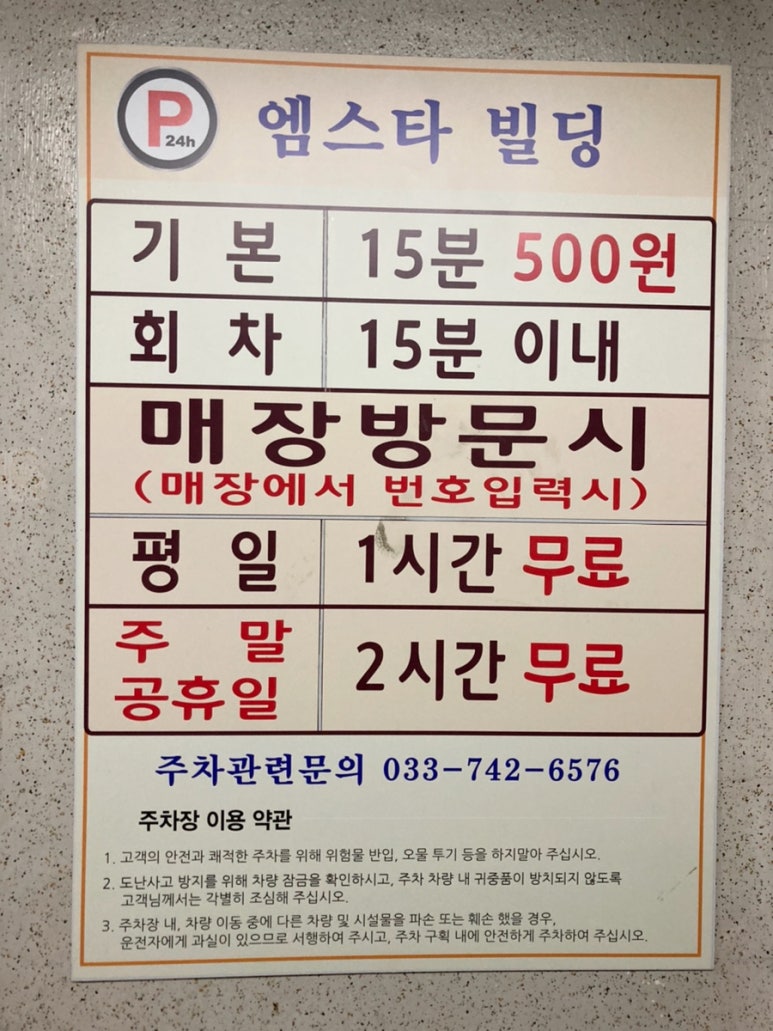 P
24h
엠스타 빌딩
기 본 15분 500원
회 차 15분 이내
매장방문시
(매장에서 번호입력시)
평 일 1시간 무료
주 말
공휴일 2시간 무료
주차관련문의 033-742-6576
주차장 이용 약관
1. 고객의 안전과 쾌적한 주차를 위해 위험물 반입, 오물 투기 등을 하지말아 주십시오.
2. 도난사고 방지를 위해 차량 잠금을 확인하시고, 주차 차량 내 귀중품이 방치되지 않도록
고객님께서는 각별히 조심해 주십시오.
3. 주차장 내, 차량 이동 중에 다른 차량 및 시설물을 파손 또는 훼손 했을 경우,
운전자에게 과실이 있으므로 서행하여 주시고, 주차 구획 내에 안전하게 주차하여 주십시오.